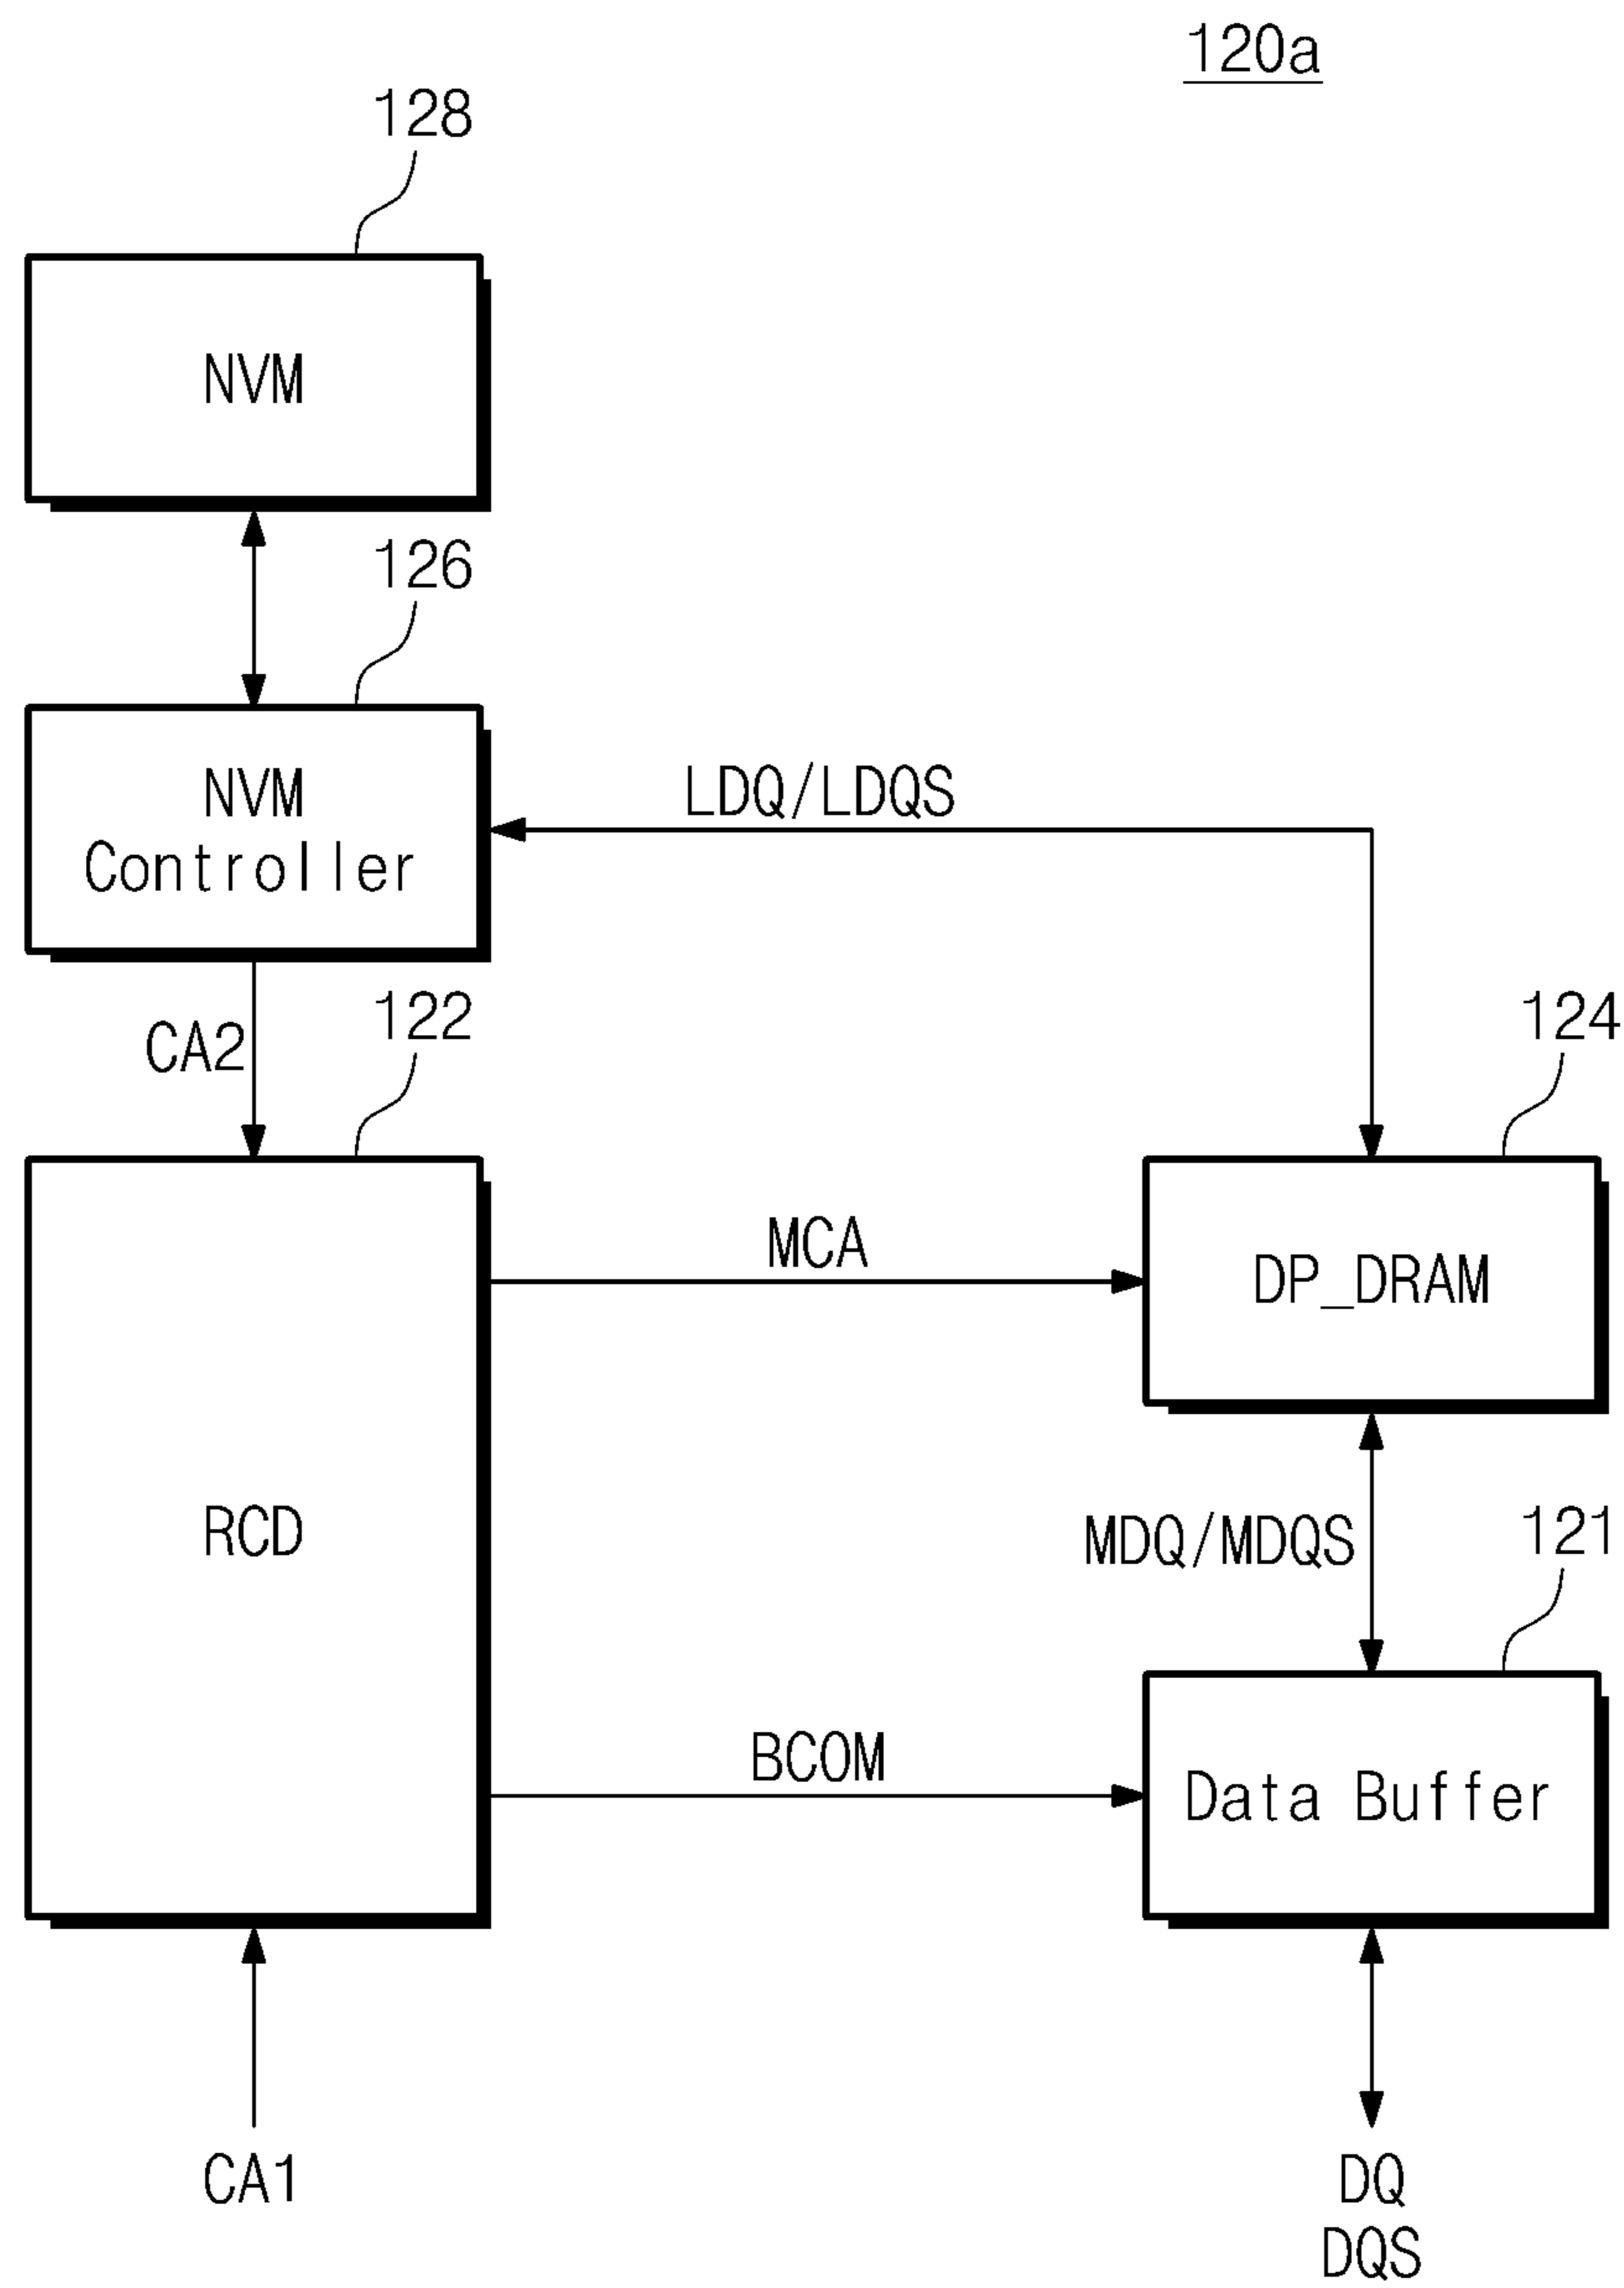 120a
128
NVM
126
NVM
Controller
LDQ/LDQS
CA2
122
124
MCA
DP_DRAM
RCD
MDQ/MDQS
121
BCOM
Data Buffer
CA1
DQ
DQS